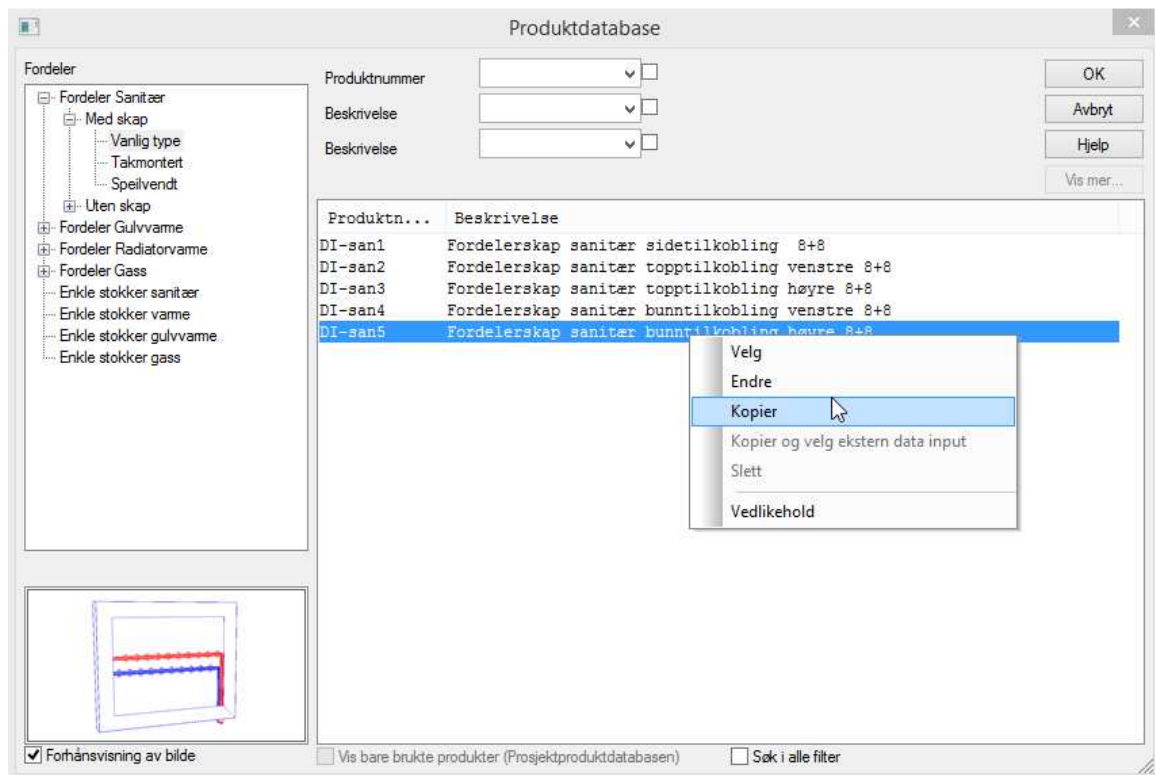 Produktdatabase
Fordeler
Fordeler Sanitær
Med skap
Vanlig type
Takmontert
Speilvendt
Uten skap
Fordeler Gulvvarme
Fordeler Radiatorvarme
Fordeler Gass
Enkle stokker sanitær
Enkle stokker varme
Enkle stokker gulvvarme
Enkle stokker gass
Produktnummer
Beskrivelse
Beskrivelse
OK
Avbryt
Hjelp
Vis mer...
Produktn... Beskrivelse
DI-san1 Fordelerskap sanitær sidetilkobling 8+8
DI-san2 Fordelerskap sanitær topptilkobling venstre 8+8
DI-san3 Fordelerskap sanitær topptilkobling høyre 8+8
DI-san4 Fordelerskap sanitær bunntilkobling venstre 8+8
DI-san5 Fordelerskap sanitær bunntilkobling høyre 8+8
Velg
Endre
Kopier
Kopier og velg ekstern data input
Slett
Vedlikehold
Forhånsvisning av bilde
Vis bare brukte produkter (Prosjektproduktdatabasen)
Søk i alle filter